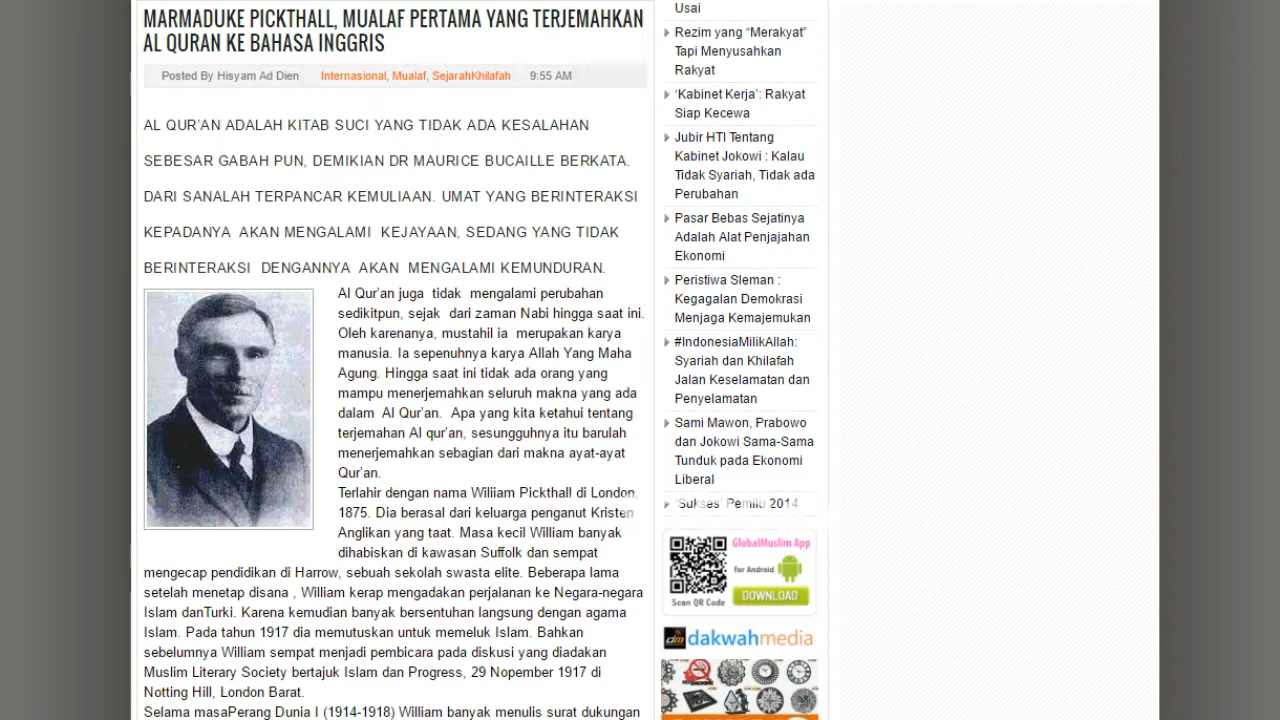 MARMADUKE PICKTHALL, MUALAF PERTAMA YANG TERJEMAHKAN
AL QURAN KE BAHASA INGGRIS
Posted By Hisyam Ad Dien Internasional, Mualaf, SejarahKhilafah 9:55 AM
AL QUR'AN ADALAH KITAB SUCI YANG TIDAK ADA KESALAHAN
SEBESAR GABAH PUN, DEMIKIAN DR MAURICE BUCAILLE BERKATA.
DARI SANALAH TERPANCAR KEMULIAAN. UMAT YANG BERINTERAKSI
KEPADANYA AKAN MENGALAMI KEJAYAAN, SEDANG YANG TIDAK
BERINTERAKSI DENGANNYA AKAN MENGALAMI KEMUNDURAN.
Al Qur'an juga tidak mengalami perubahan
sedikitpun, sejak dari zaman Nabi hingga saat ini.
Oleh karenanya, mustahil ia merupakan karya
manusia. Ia sepenuhnya karya Allah Yang Maha
Agung. Hingga saat ini tidak ada orang yang
mampu menerjemahkan seluruh makna yang ada
dalam Al Qur'an. Apa yang kita ketahui tentang
terjemahan Al qur'an, sesungguhnya itu barulah
menerjemahkan sebagian dari makna ayat-ayat
Qur'an.
Terlahir dengan nama Wiliiam Pickthall di London,
1875. Dia berasal dari keluarga penganut Kristen
Anglikan yang taat. Masa kecil William banyak
dihabiskan di kawasan Suffolk dan sempat
mengecap pendidikan di Harrow, sebuah sekolah swasta elite. Beberapa lama
setelah menetap disana , William kerap mengadakan perjalanan ke Negara-negara
Islam danTurki. Karena kemudian banyak bersentuhan langsung dengan agama
Islam. Pada tahun 1917 dia memutuskan untuk memeluk Islam. Bahkan
sebelumnya William sempat menjadi pembicara pada diskusi yang diadakan
Muslim Literary Society bertajuk Islam dan Progress, 29 Nopember 1917 di
Notting Hill, London Barat.
Selama masaPerang Dunia I (1914-1918) William banyak menulis surat dukungan
Usai
Rezim yang "Merakyat"
Tapi Menyusahkan
Rakyat
'Kabinet Kerja': Rakyat
Siap Kecewa
Jubir HTI Tentang
Kabinet Jokowi : Kalau
Tidak Syariah, Tidak ada
Perubahan
Pasar Bebas Sejatinya
Adalah Alat Penjajahan
Ekonomi
Peristiwa Sleman :
Kegagalan Demokrasi
Menjaga Kemajemukan
#IndonesiaMilikAllah:
Syariah dan Khilafah
Jalan Keselamatan dan
Penyelamatan
Sami Mawon, Prabowo
dan Jokowi Sama-Sama
Tunduk pada Ekonomi
Liberal
'Sukses' Pemilu 2014
GlobalMuslim App
for Android
DOWNLOAD
Scan QR Code
dm dakwahmedia